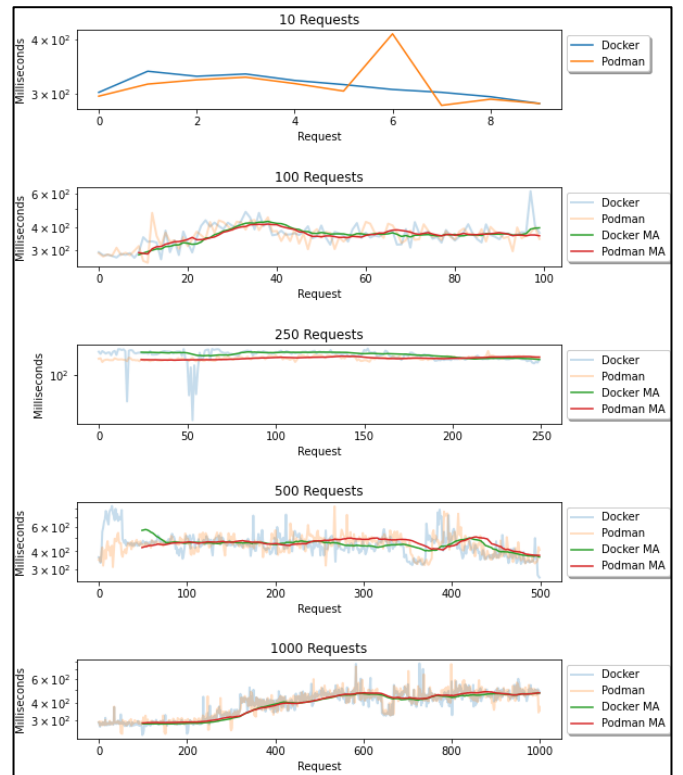 10 Requests
4 × 10²
3 × 10²
Milliseconds
0 2 4 6 8
Request
Docker
Podman
100 Requests
6 × 10²
4 × 10²
3 × 10²
Milliseconds
0 20 40 60 80 100
Request
Docker
Podman
Docker MA
Podman MA
250 Requests
10²
Milliseconds
0 50 100 150 200 250
Request
Docker
Podman
Docker MA
Podman MA
500 Requests
6 × 10²
4 × 10²
3 × 10²
Milliseconds
0 100 200 300 400 500
Request
Docker
Podman
Docker MA
Podman MA
1000 Requests
6 × 10²
4 × 10²
3 × 10²
Milliseconds
0 200 400 600 800 1000
Request
Docker
Podman
Docker MA
Podman MA